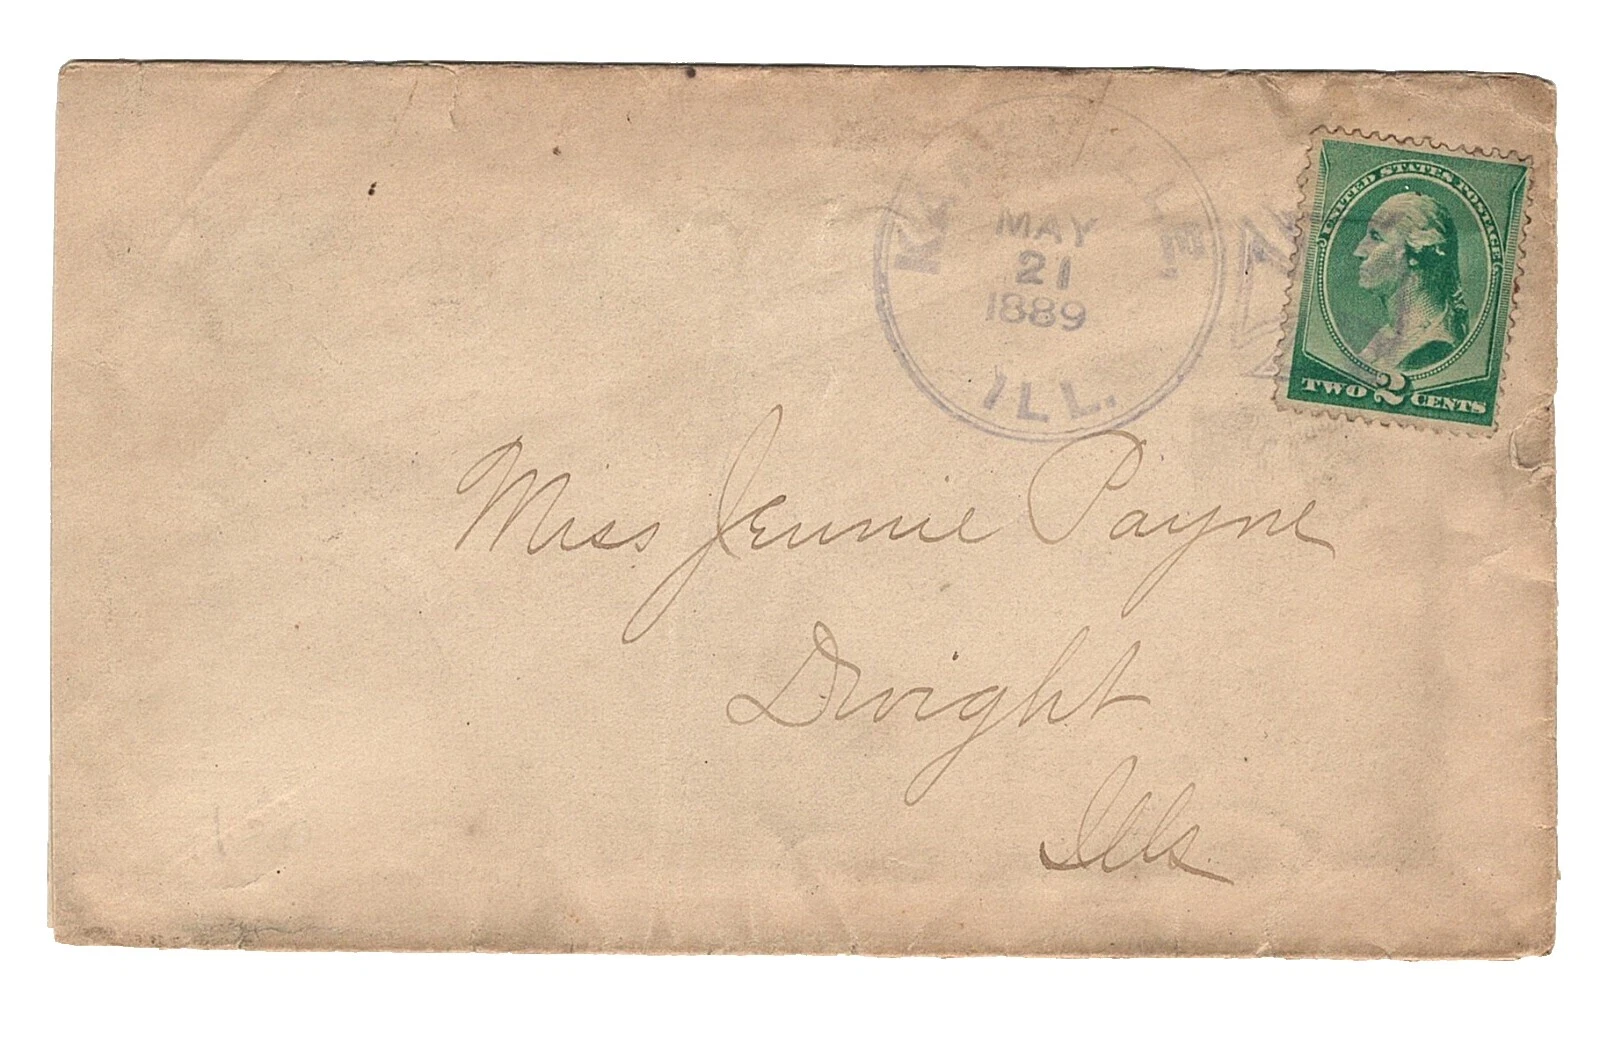 MAY
21
1889
ILL.
UNITED STATES POSTAGE
TWO 2 CENTS
Miss Jennie Payne
Dwight
Ills